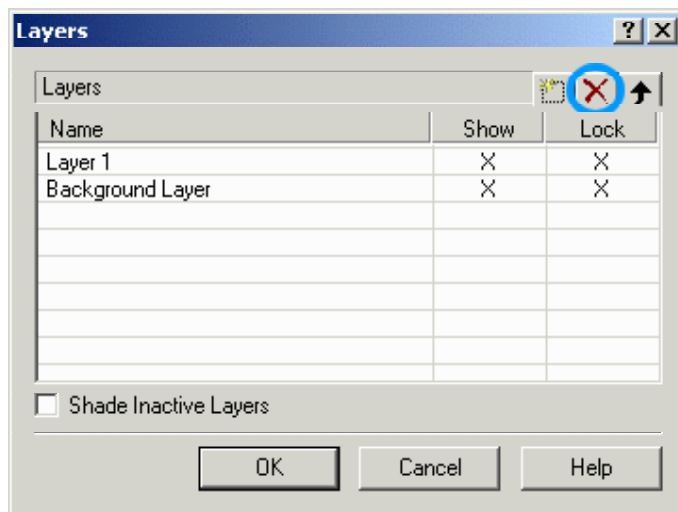 Layers
Layers
Name Show Lock
Layer 1 X X
Background Layer X X
Shade Inactive Layers
OK Cancel Help